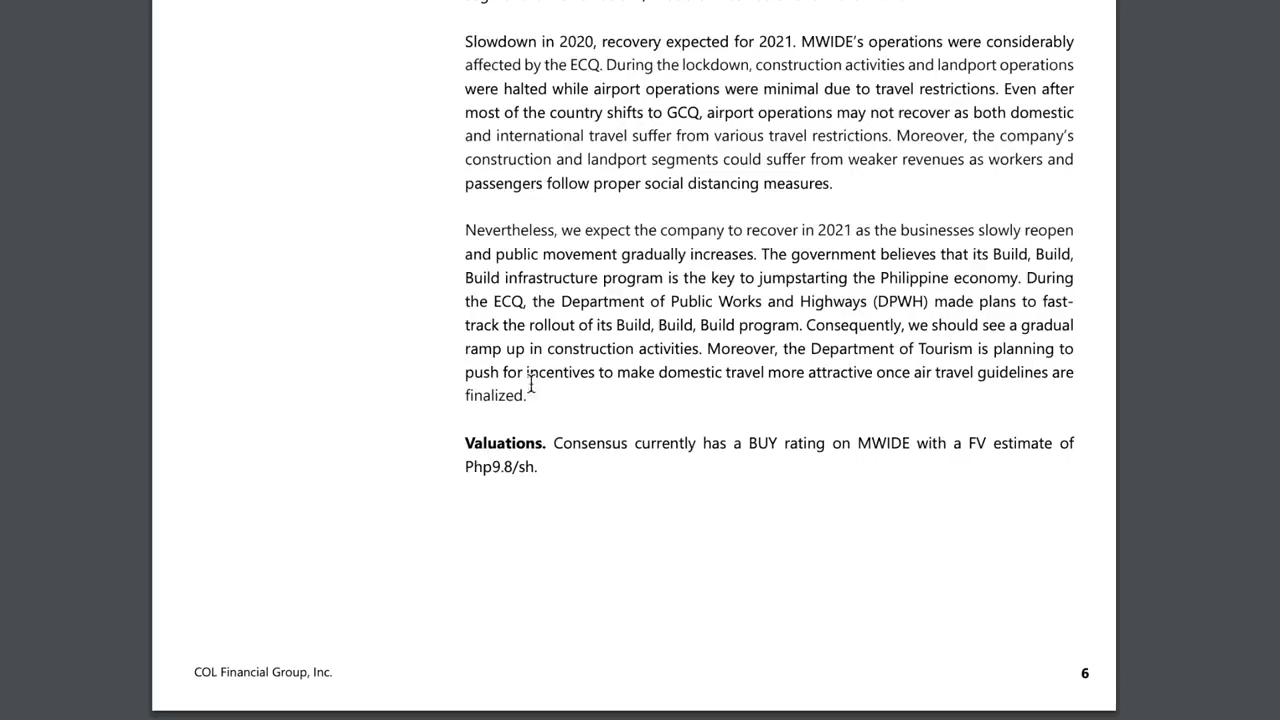 Slowdown in 2020, recovery expected for 2021. MWIDE's operations were considerably
affected by the ECQ. During the lockdown, construction activities and landport operations
were halted while airport operations were minimal due to travel restrictions. Even after
most of the country shifts to GCQ, airport operations may not recover as both domestic
and international travel suffer from various travel restrictions. Moreover, the company's
construction and landport segments could suffer from weaker revenues as workers and
passengers follow proper social distancing measures.
Nevertheless, we expect the company to recover in 2021 as the businesses slowly reopen
and public movement gradually increases. The government believes that its Build, Build,
Build infrastructure program is the key to jumpstarting the Philippine economy. During
the ECQ, the Department of Public Works and Highways (DPWH) made plans to fast-
track the rollout of its Build, Build, Build program. Consequently, we should see a gradual
ramp up in construction activities. Moreover, the Department of Tourism is planning to
push for incentives to make domestic travel more attractive once air travel guidelines are
finalized.
Valuations. Consensus currently has a BUY rating on MWIDE with a FV estimate of
Php9.8/sh.
COL Financial Group, Inc.
6